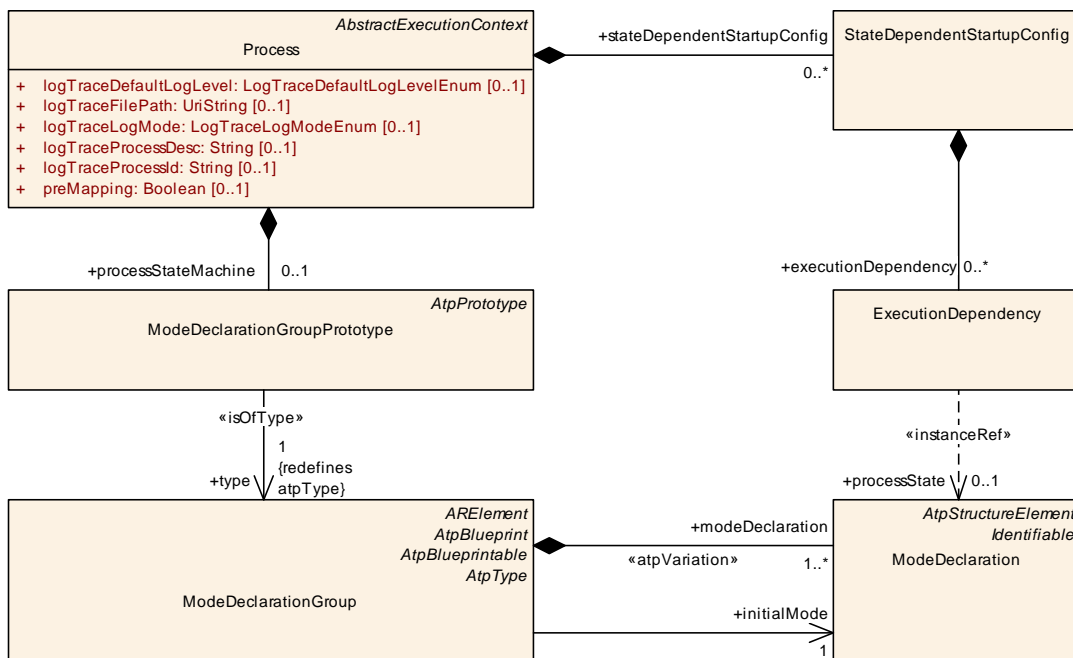 AbstractExecutionContext
Process
+ logTraceDefaultLogLevel: LogTraceDefaultLogLevelEnum [0..1]
+ logTraceFilePath: UriString [0..1]
+ logTraceLogMode: LogTraceLogModeEnum [0..1]
+ logTraceProcessDesc: String [0..1]
+ logTraceProcessId: String [0..1]
+ preMapping: Boolean [0..1]
+stateDependentStartupConfig
0..*
StateDependentStartupConfig
+processStateMachine 0..1
+executionDependency 0..*
AtpPrototype
ModeDeclarationGroupPrototype
ExecutionDependency
«isOfType»
1
{redefines
atpType}
+type
«instanceRef»
+processState 0..1
ARElement
AtpBlueprint
AtpBlueprintable
AtpType
ModeDeclarationGroup
+modeDeclaration
«atpVariation» 1..*
+initialMode
1
AtpStructureElement
Identifiable
ModeDeclaration